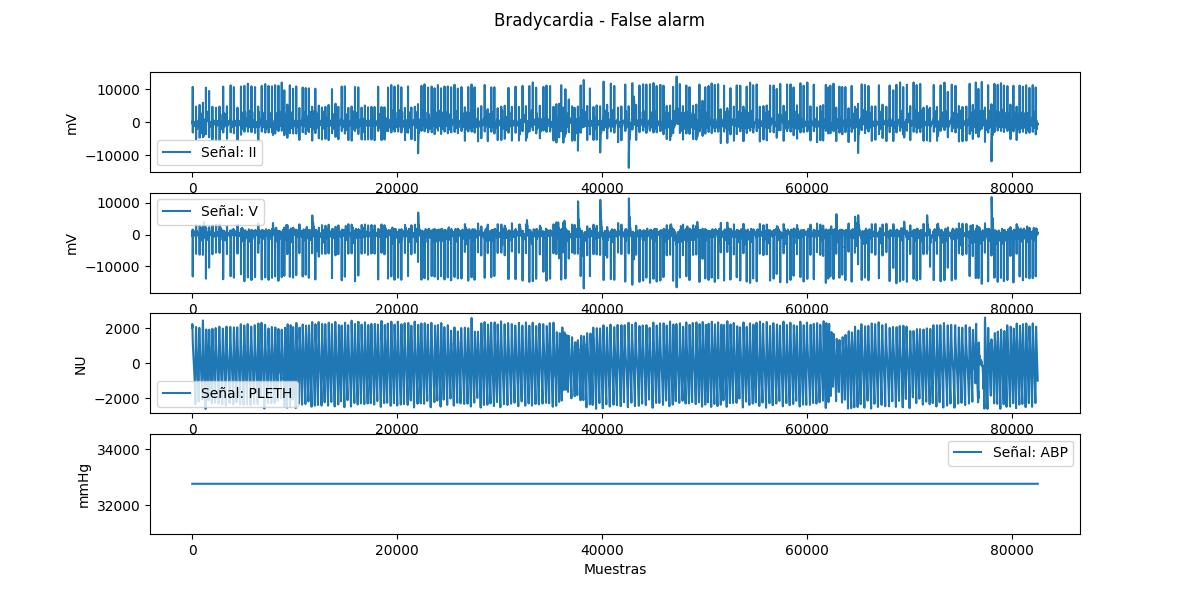 Bradycardia - False alarm
mV
10000
0
−10000
Señal: II
0 20000 40000 60000 80000
mV
10000
0
−10000
Señal: V
0 20000 40000 60000 80000
NU
2000
0
−2000
Señal: PLETH
0 20000 40000 60000 80000
mmHg
34000
32000
Señal: ABP
0 20000 40000 60000 80000
Muestras